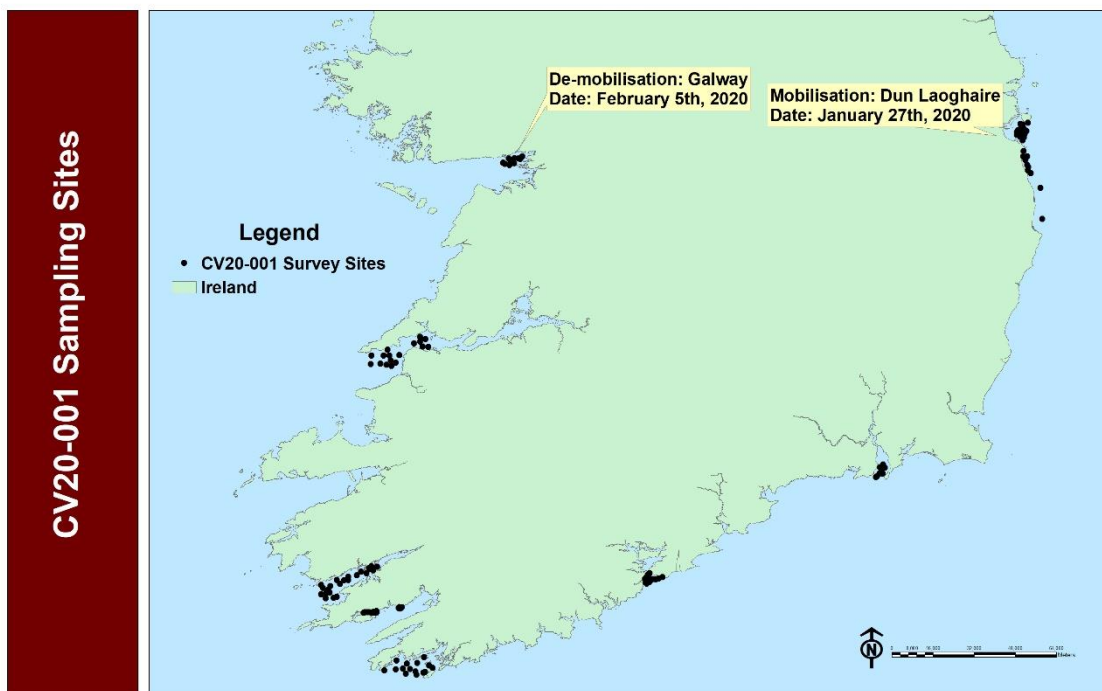 CV20-001 Sampling Sites
De-mobilisation: Galway
Date: February 5th, 2020
Mobilisation: Dun Laoghaire
Date: January 27th, 2020
Legend
CV20-001 Survey Sites
Ireland
N
Meters